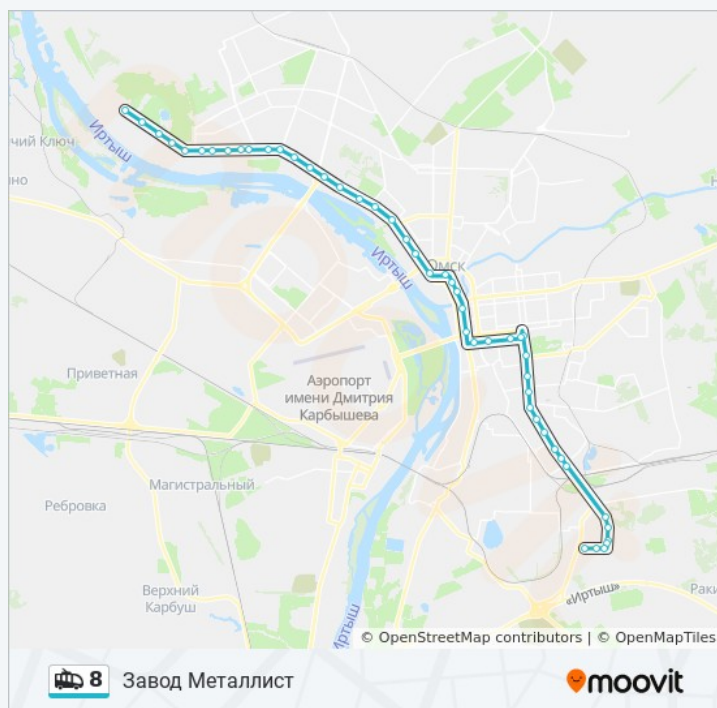 чий Ключ
Иртыш
но
Иртыш
Омск
Н
Аэропорт
имени Дмитрия
Карбышева
Приветная
Магистральный
Ребровка
Верхний
Карбуш
«Иртыш»
Раки
Иртыш
© OpenStreetMap contributors | © OpenMapTiles
8 Завод Металлист
moovit